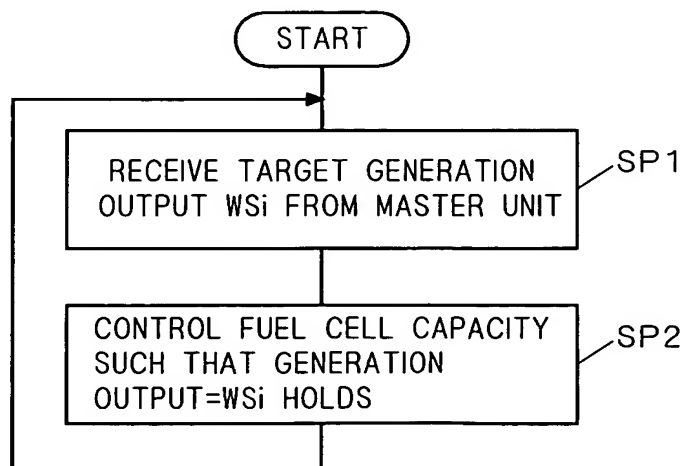 START
RECEIVE TARGET GENERATION
OUTPUT WSi FROM MASTER UNIT
SP1
CONTROL FUEL CELL CAPACITY
SUCH THAT GENERATION
OUTPUT=WSi HOLDS
SP2